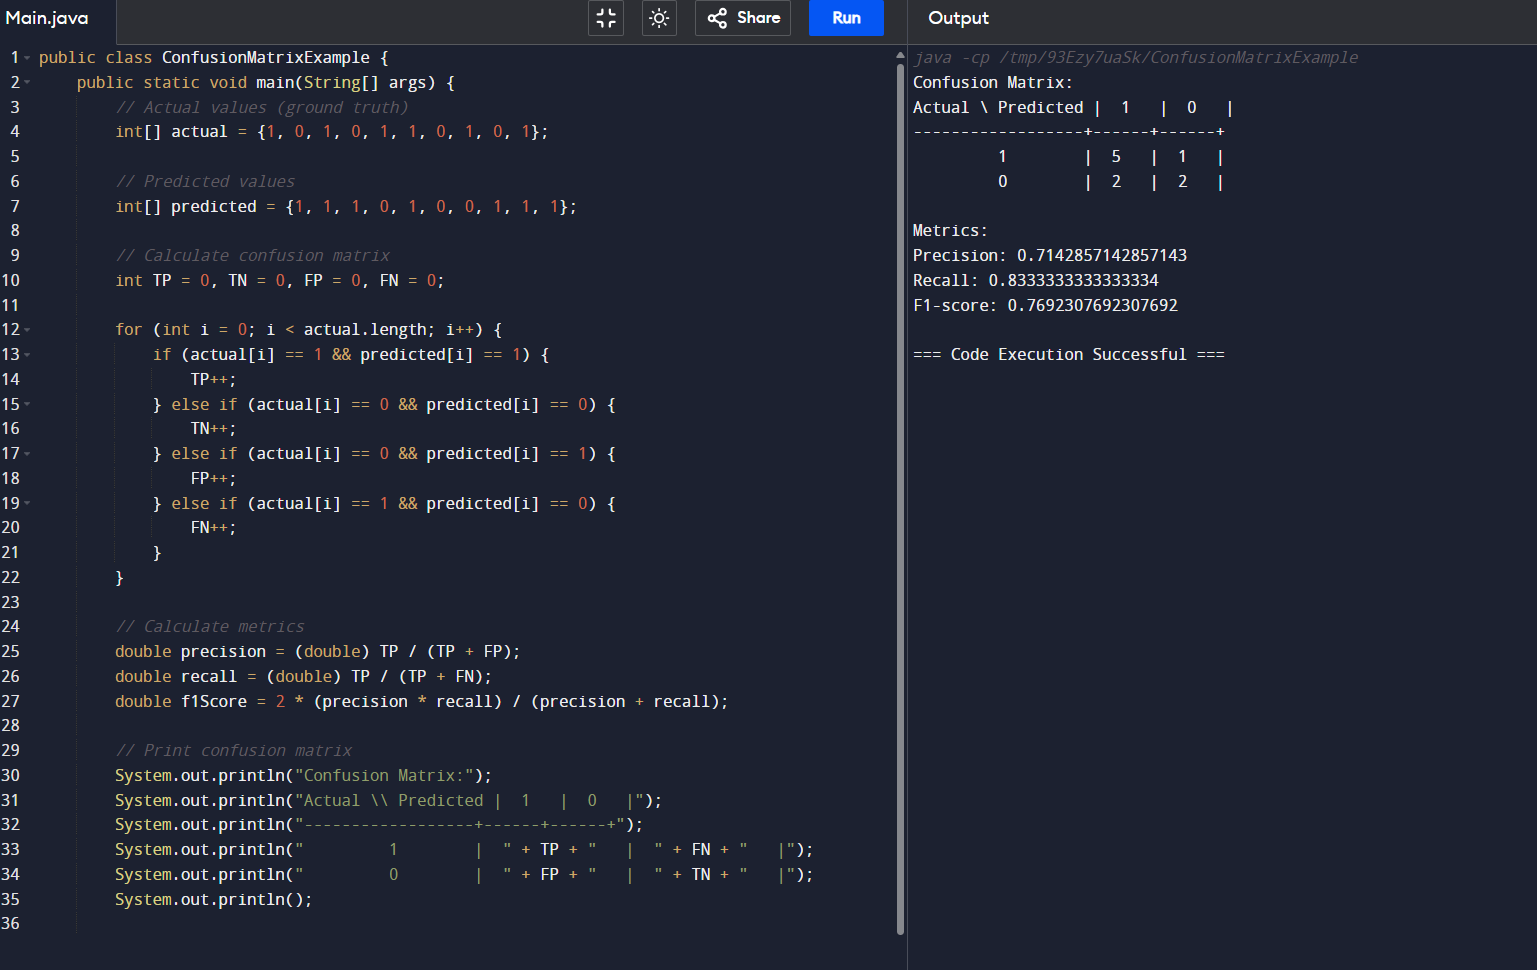 Main.java
Share
Run
Output
1 public class ConfusionMatrixExample {
2     public static void main(String[] args) {
3         // Actual values (ground truth)
4         int[] actual = {1, 0, 1, 0, 1, 1, 0, 1, 0, 1};
5
6         // Predicted values
7         int[] predicted = {1, 1, 1, 0, 1, 0, 0, 1, 1, 1};
8
9         // Calculate confusion matrix
10         int TP = 0, TN = 0, FP = 0, FN = 0;
11
12         for (int i = 0; i < actual.length; i++) {
13             if (actual[i] == 1 && predicted[i] == 1) {
14                 TP++;
15             } else if (actual[i] == 0 && predicted[i] == 0) {
16                 TN++;
17             } else if (actual[i] == 0 && predicted[i] == 1) {
18                 FP++;
19             } else if (actual[i] == 1 && predicted[i] == 0) {
20                 FN++;
21             }
22         }
23
24         // Calculate metrics
25         double precision = (double) TP / (TP + FP);
26         double recall = (double) TP / (TP + FN);
27         double f1Score = 2 * (precision * recall) / (precision + recall);
28
29         // Print confusion matrix
30         System.out.println("Confusion Matrix:");
31         System.out.println("Actual \\ Predicted |  1   |  0   |");
32         System.out.println("------------------+------+------+");
33         System.out.println("         1        |  " + TP + "   |  " + FN + "   |");
34         System.out.println("         0        |  " + FP + "   |  " + TN + "   |");
35         System.out.println();
36
java -cp /tmp/93Ezy7uaSk/ConfusionMatrixExample
Confusion Matrix:
Actual \ Predicted |  1   |  0   |
------------------+------+------+
         1        |  5   |  1   |
         0        |  2   |  2   |

Metrics:
Precision: 0.7142857142857143
Recall: 0.8333333333333334
F1-score: 0.7692307692307692

=== Code Execution Successful ===